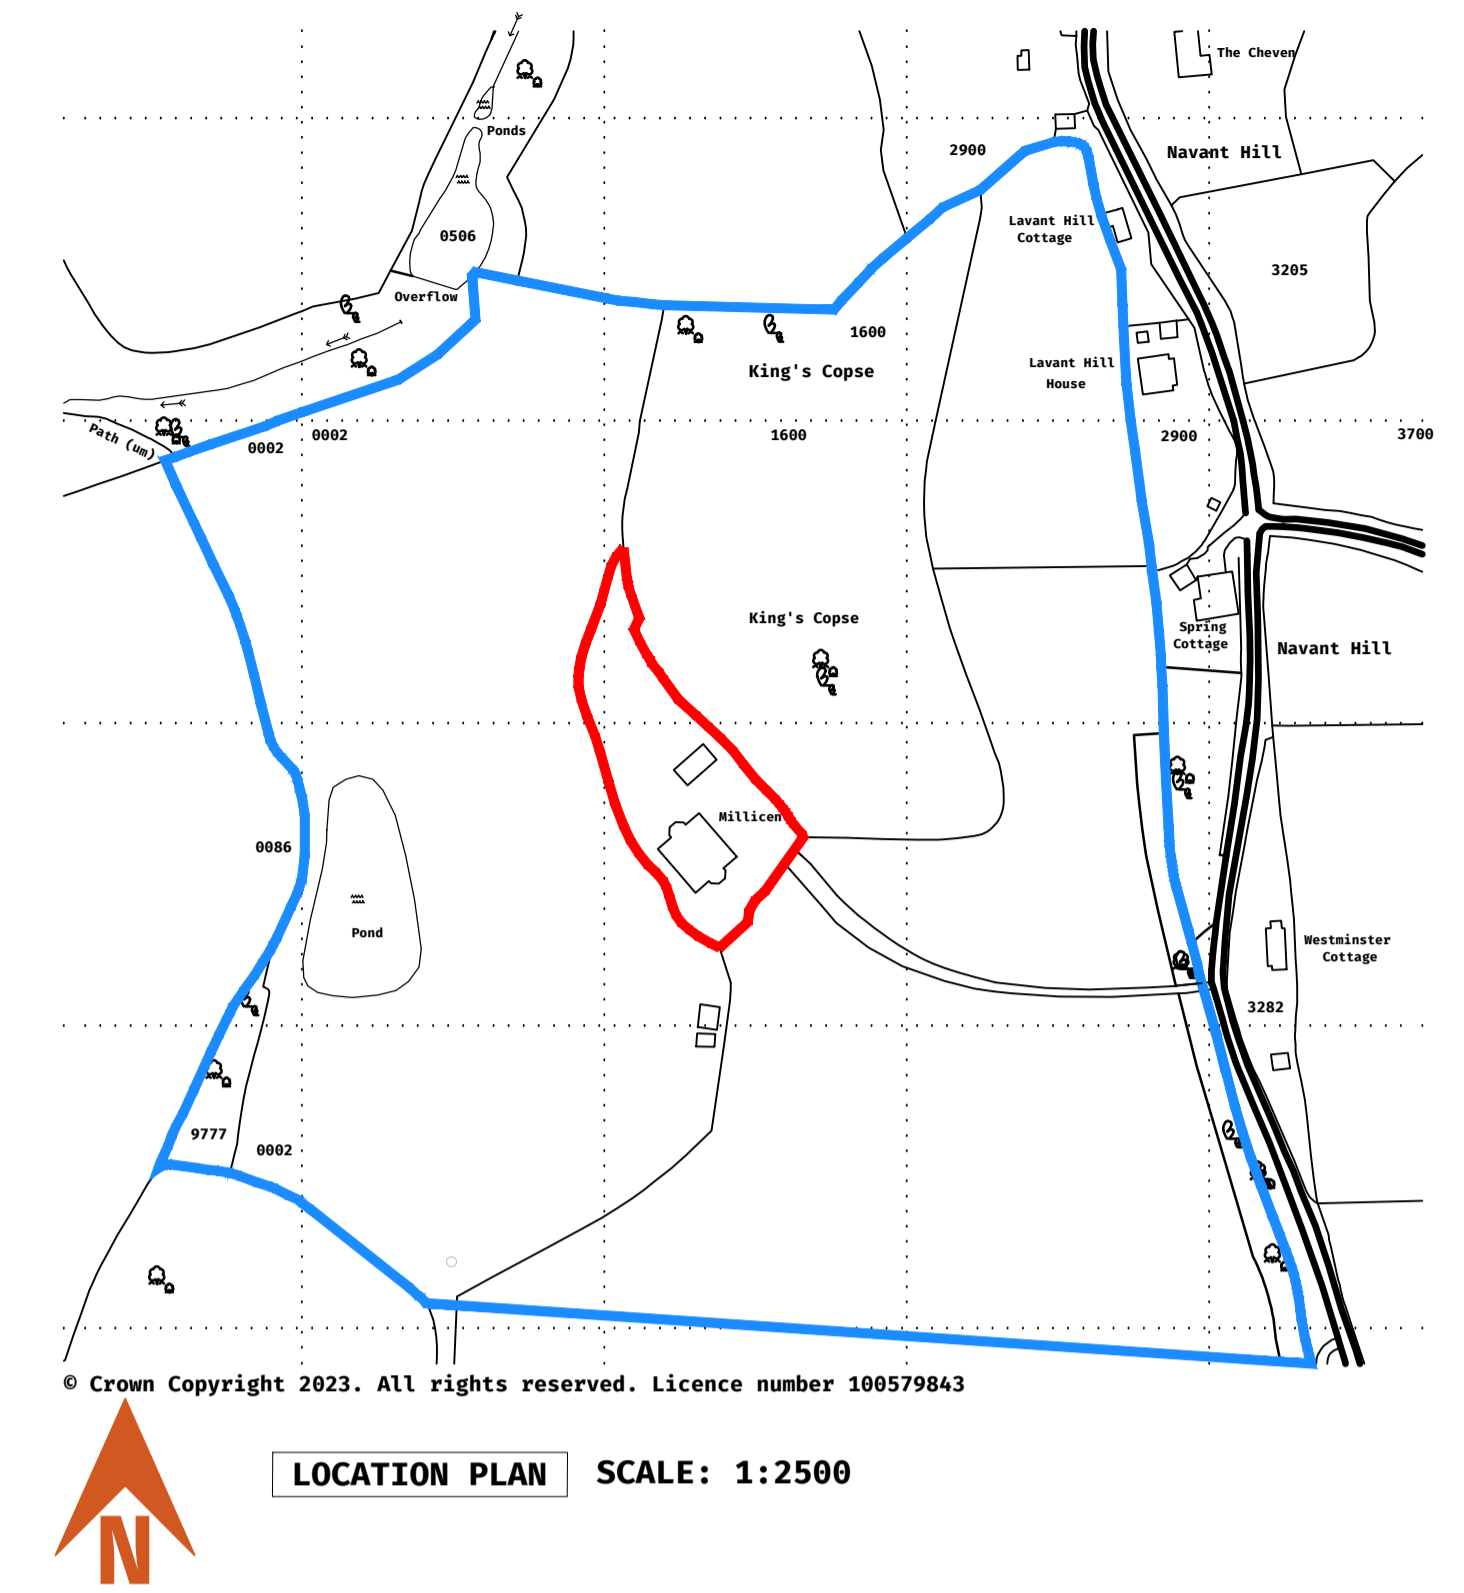 The Cheven
Ponds
2900
Navant Hill
0506
Lavant Hill
Cottage
3205
Overflow
1600
King's Copse
Lavant Hill
House
Path (um)
0002
0002
1600
2900
3700
King's Copse
Spring
Cottage
Navant Hill
Millicen
0086
Pond
Westminster
Cottage
3282
9777
0002
© Crown Copyright 2023. All rights reserved. Licence number 100579843
LOCATION PLAN
SCALE: 1:2500
N